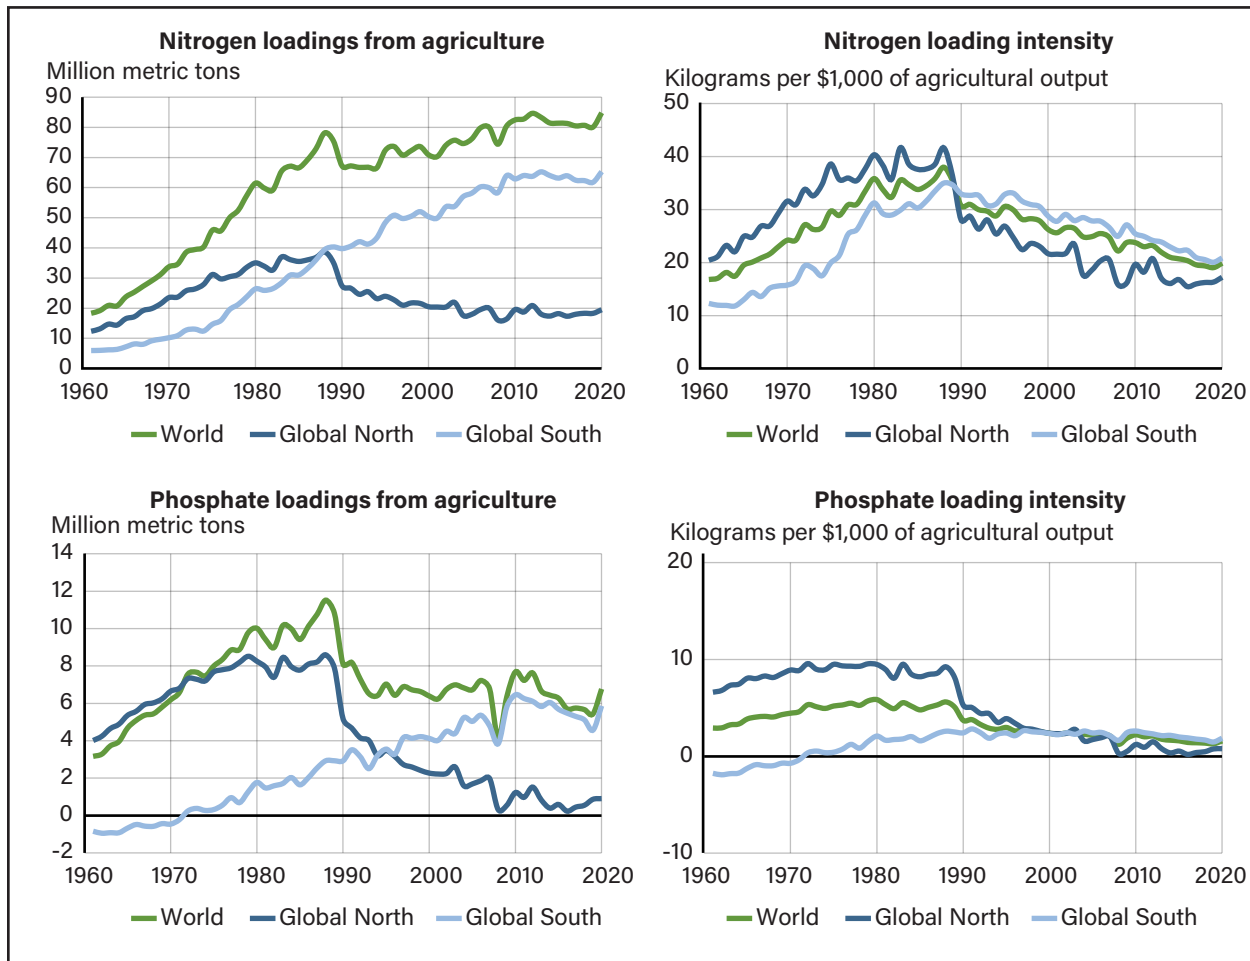 Nitrogen loadings from agriculture
Million metric tons
90
80
70
60
50
40
30
20
10
0
1960 1970 1980 1990 2000 2010 2020
World Global North Global South
Nitrogen loading intensity
Kilograms per $1,000 of agricultural output
50
40
30
20
10
0
1960 1970 1980 1990 2000 2010 2020
World Global North Global South
Phosphate loadings from agriculture
Million metric tons
14
12
10
8
6
4
2
0
-2
1960 1970 1980 1990 2000 2010 2020
World Global North Global South
Phosphate loading intensity
Kilograms per $1,000 of agricultural output
20
10
0
-10
1960 1970 1980 1990 2000 2010 2020
World Global North Global South